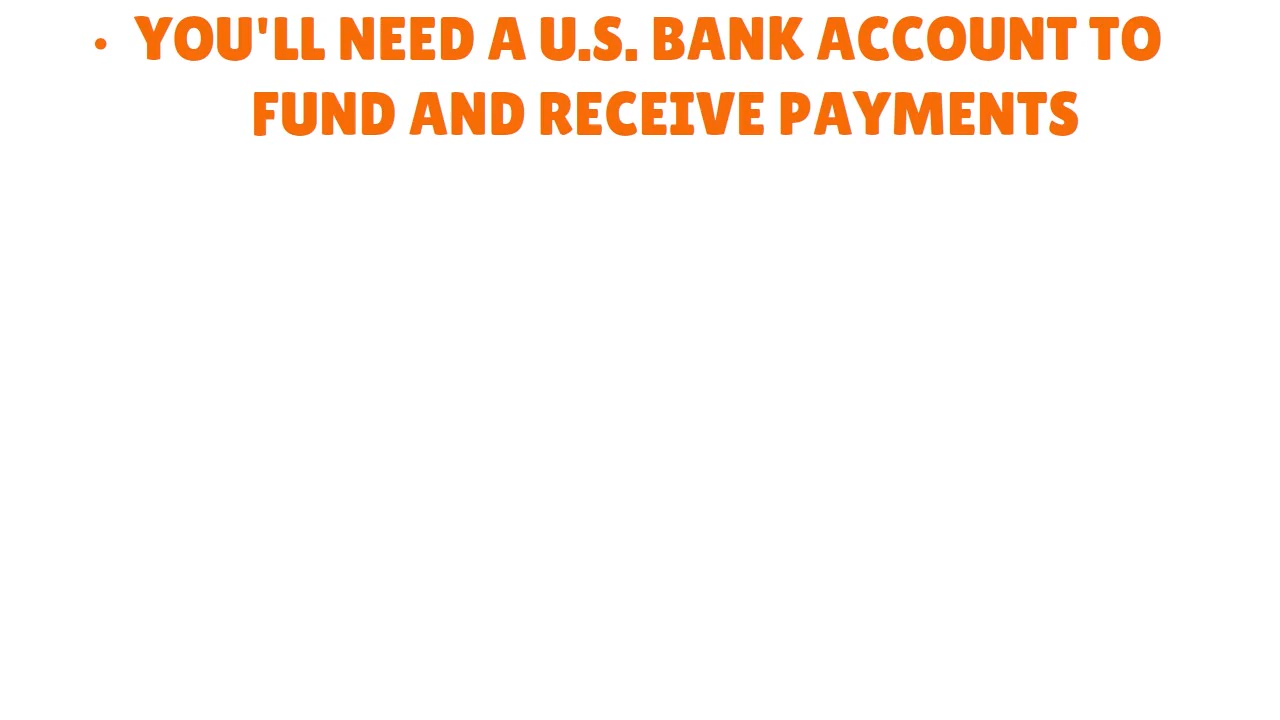 • YOU'LL NEED A U.S. BANK ACCOUNT TO
FUND AND RECEIVE PAYMENTS